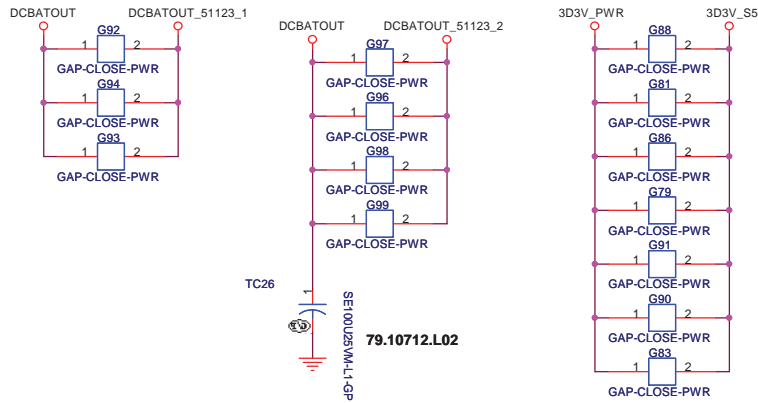 DCBATOUT
DCBATOUT_51123_1
G92
1 2
GAP-CLOSE-PWR
G94
1 2
GAP-CLOSE-PWR
G93
1 2
GAP-CLOSE-PWR
DCBATOUT
DCBATOUT_51123_2
G97
1 2
GAP-CLOSE-PWR
G96
1 2
GAP-CLOSE-PWR
G98
1 2
GAP-CLOSE-PWR
G99
1 2
GAP-CLOSE-PWR
TC26
1
SE100U25VM-L1-GP
79.10712.L02
3D3V_PWR
3D3V_S5
G88
1 2
GAP-CLOSE-PWR
G81
1 2
GAP-CLOSE-PWR
G86
1 2
GAP-CLOSE-PWR
G79
1 2
GAP-CLOSE-PWR
G91
1 2
GAP-CLOSE-PWR
G90
1 2
GAP-CLOSE-PWR
G83
1 2
GAP-CLOSE-PWR